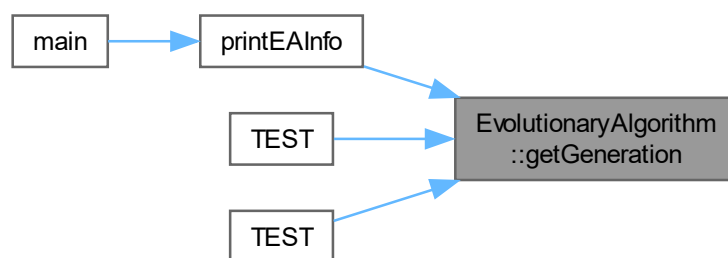 main
printEAInfo
EvolutionaryAlgorithm
::getGeneration
TEST
TEST